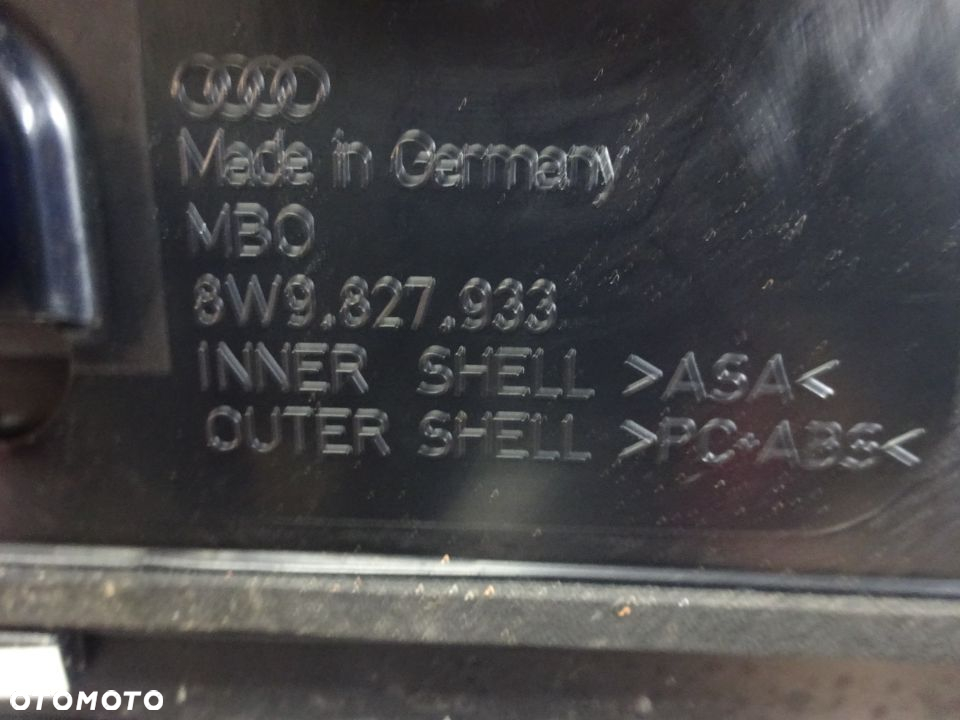 Made in Germany
MBO
8W9.827.933
INNER SHELL >ASA<
OUTER SHELL >PC+ABS<
OTOMOTO